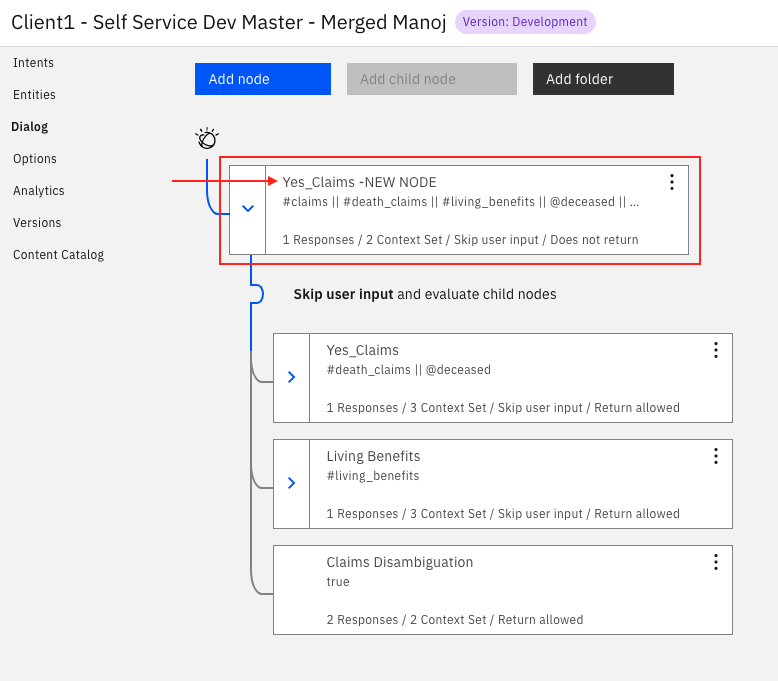 Client1 - Self Service Dev Master - Merged Manoj Version: Development
Intents
Entities
Dialog
Options
Analytics
Versions
Content Catalog
Add node Add child node Add folder
Yes_Claims -NEW NODE
#claims || #death_claims || #living_benefits || @deceased || ...
1 Responses / 2 Context Set / Skip user input / Does not return
Skip user input and evaluate child nodes
Yes_Claims
#death_claims || @deceased
1 Responses / 3 Context Set / Skip user input / Return allowed
Living Benefits
#living_benefits
1 Responses / 3 Context Set / Skip user input / Return allowed
Claims Disambiguation
true
2 Responses / 2 Context Set / Return allowed